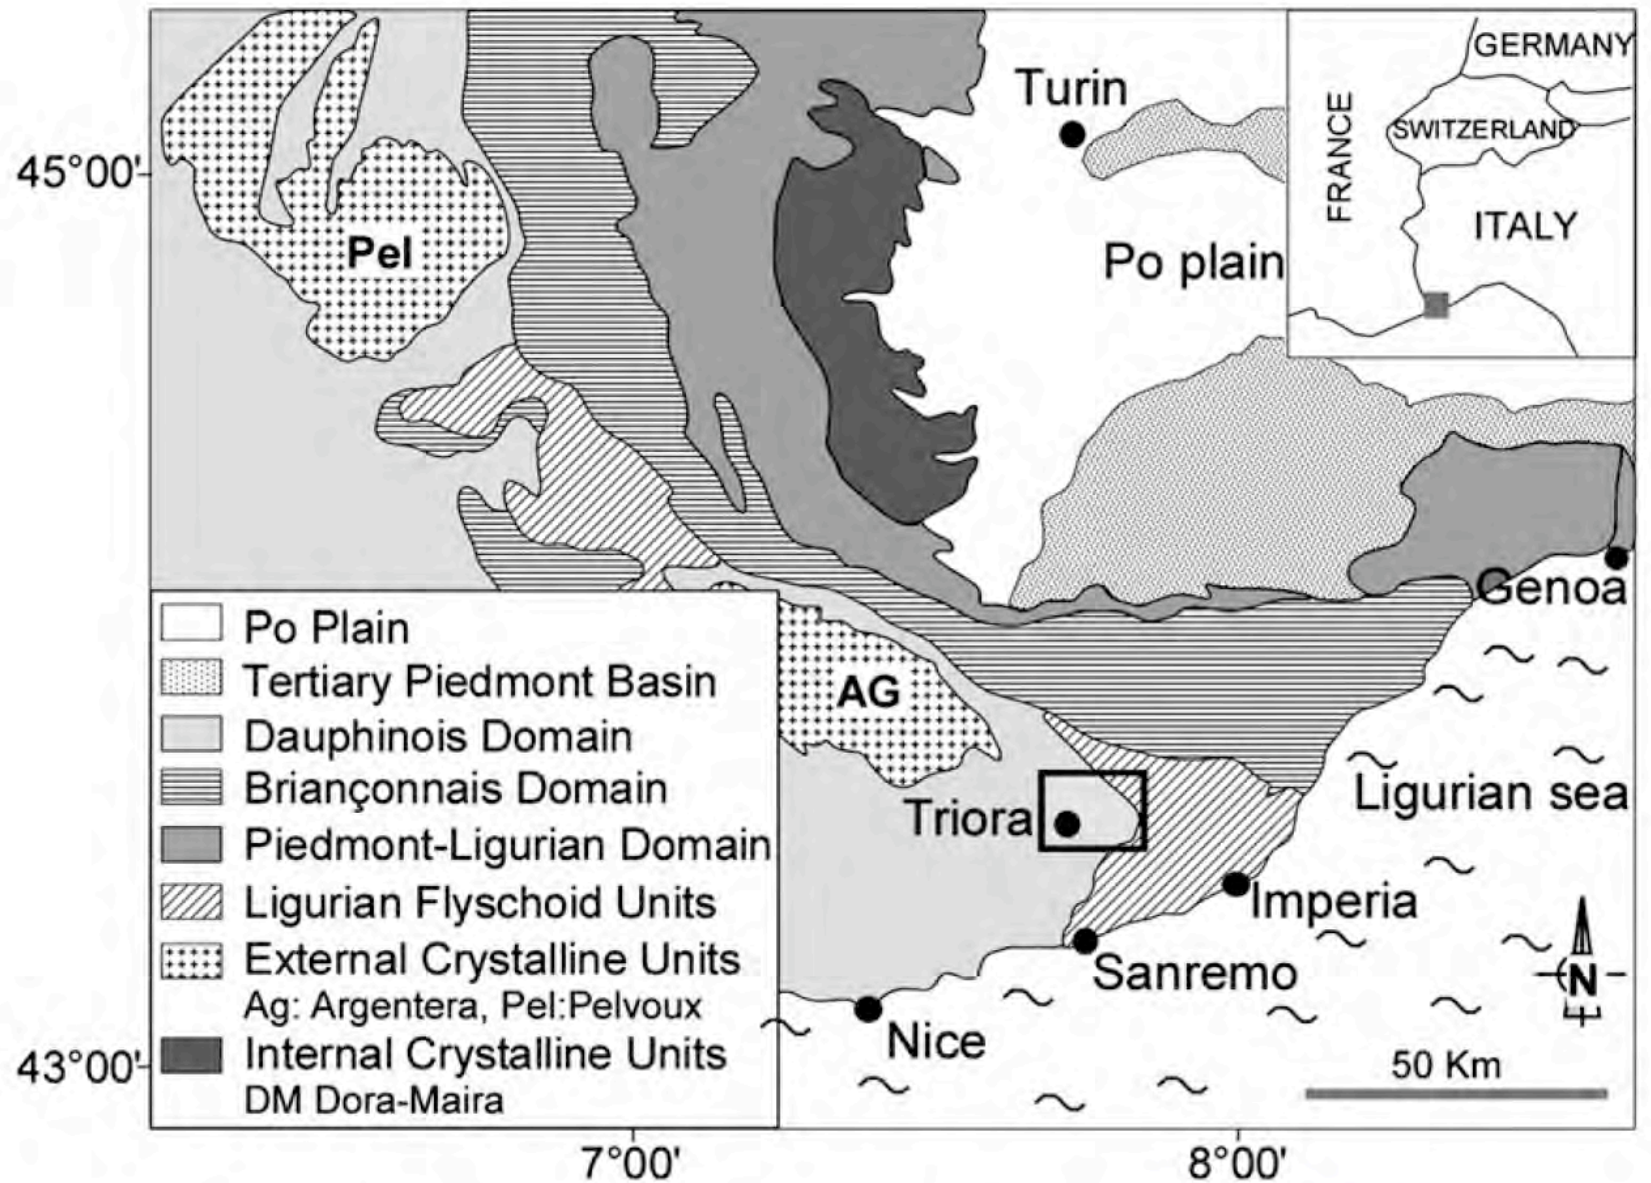 GERMANY
FRANCE
SWITZERLAND
ITALY
Turin
45°00'
Pel
Po plain
Genoa
AG
Ligurian sea
Triora
Imperia
Sanremo
Nice
N
50 Km
Po Plain
Tertiary Piedmont Basin
Dauphinois Domain
Briançonnais Domain
Piedmont-Ligurian Domain
Ligurian Flyschoid Units
External Crystalline Units
Ag: Argentera, Pel:Pelvoux
Internal Crystalline Units
DM Dora-Maira
43°00'
7°00'
8°00'